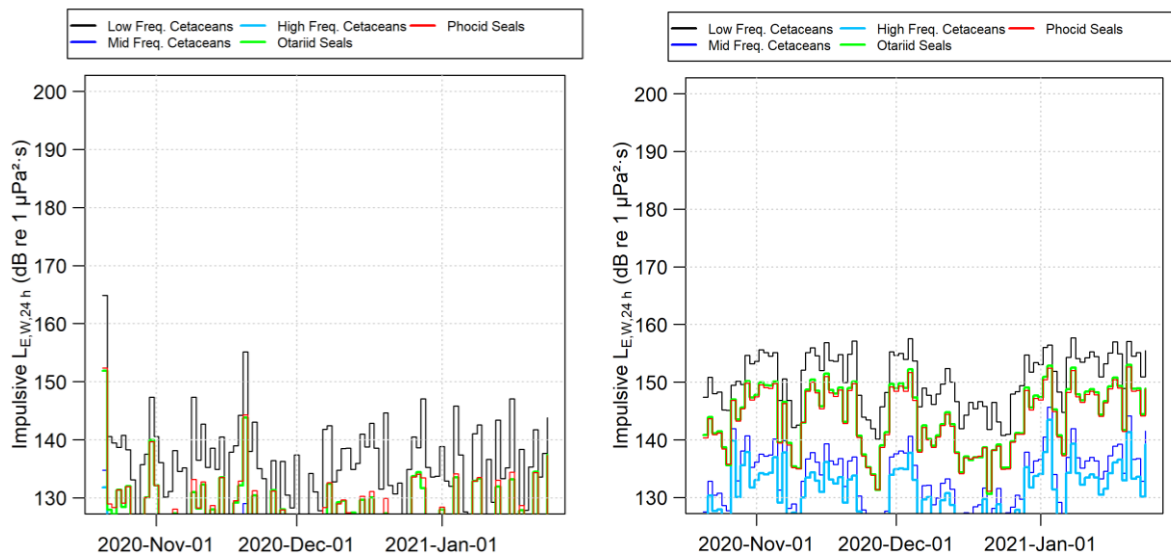 Low Freq. Cetaceans High Freq. Cetaceans Phocid Seals
Mid Freq. Cetaceans Otariid Seals
200
190
180
170
160
150
140
130
Impulsive L_E,W,24 h (dB re 1 µPa²·s)
2020-Nov-01 2020-Dec-01 2021-Jan-01
Low Freq. Cetaceans High Freq. Cetaceans Phocid Seals
Mid Freq. Cetaceans Otariid Seals
200
190
180
170
160
150
140
130
Impulsive L_E,W,24 h (dB re 1 µPa²·s)
2020-Nov-01 2020-Dec-01 2021-Jan-01